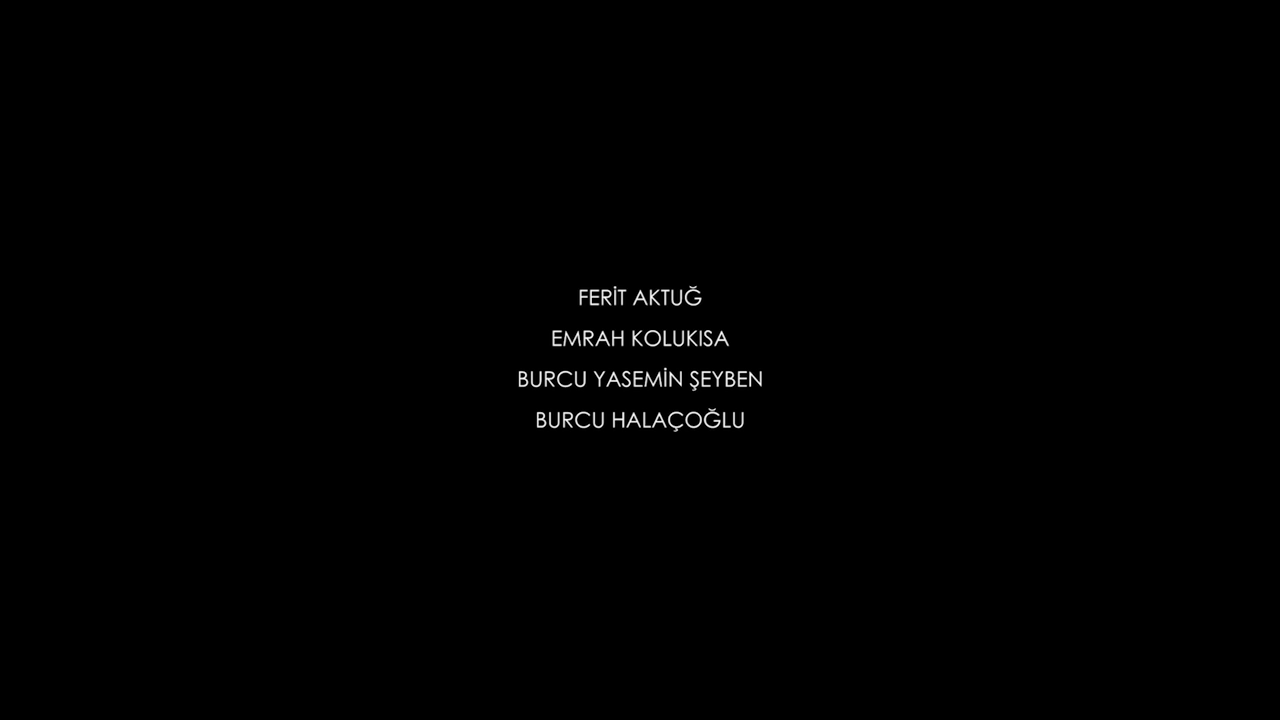 FERİT AKTUĞ
EMRAH KOLUKISA
BURCU YASEMİN ŞEYBEN
BURCU HALAÇOĞLU